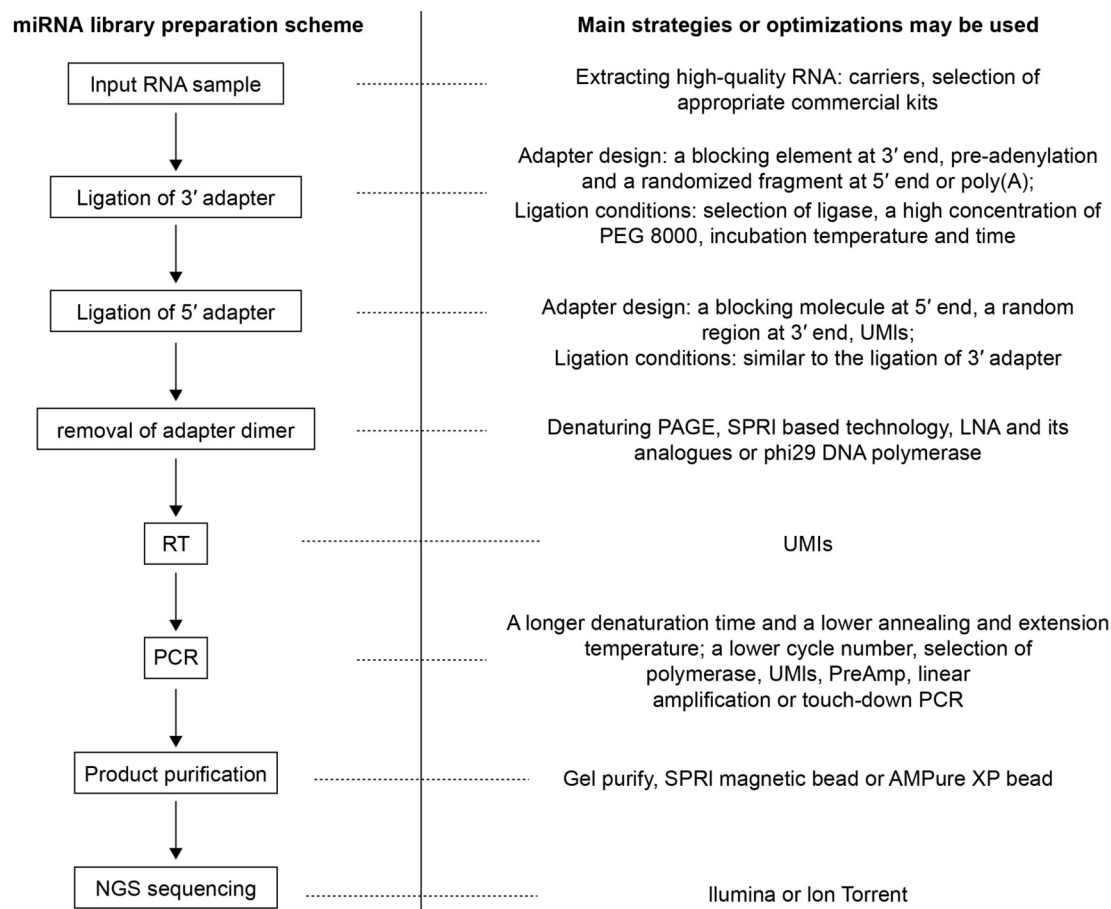 miRNA library preparation scheme
Main strategies or optimizations may be used
Input RNA sample
Extracting high-quality RNA: carriers, selection of
appropriate commercial kits
Ligation of 3′ adapter
Adapter design: a blocking element at 3′ end, pre-adenylation
and a randomized fragment at 5′ end or poly(A);
Ligation conditions: selection of ligase, a high concentration of
PEG 8000, incubation temperature and time
Ligation of 5′ adapter
Adapter design: a blocking molecule at 5′ end, a random
region at 3′ end, UMIs;
Ligation conditions: similar to the ligation of 3′ adapter
removal of adapter dimer
Denaturing PAGE, SPRI based technology, LNA and its
analogues or phi29 DNA polymerase
RT
UMIs
PCR
A longer denaturation time and a lower annealing and extension
temperature; a lower cycle number, selection of
polymerase, UMIs, PreAmp, linear
amplification or touch-down PCR
Product purification
Gel purify, SPRI magnetic bead or AMPure XP bead
NGS sequencing
Ilumina or Ion Torrent